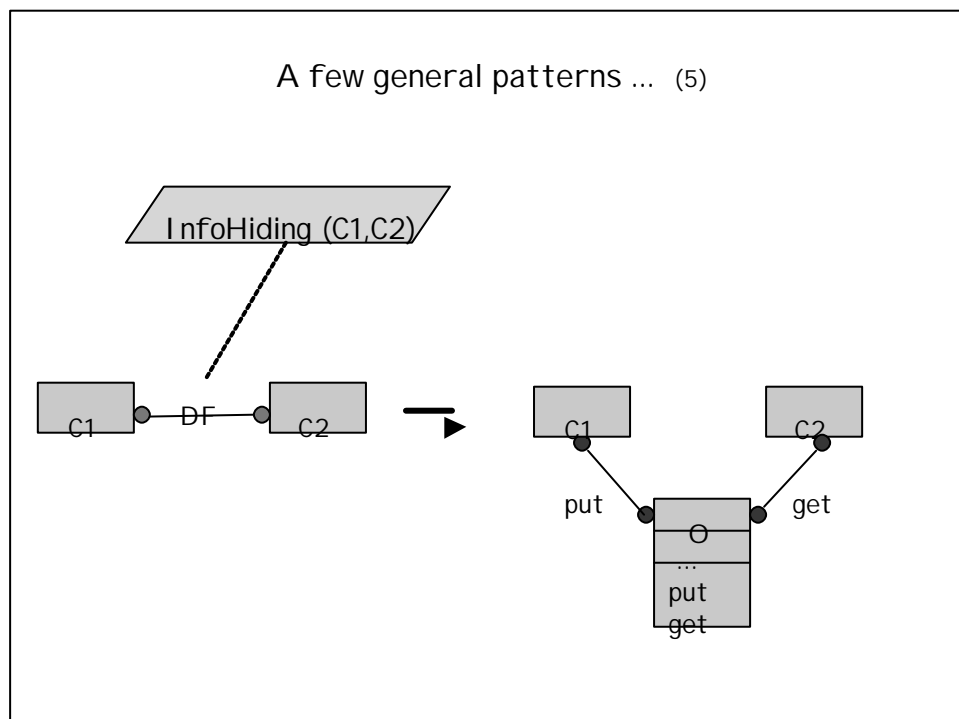 A few general patterns ... (5)
InfoHiding (C1,C2)
C1
DF
C2
C1
C2
put
get
O
...
put
get